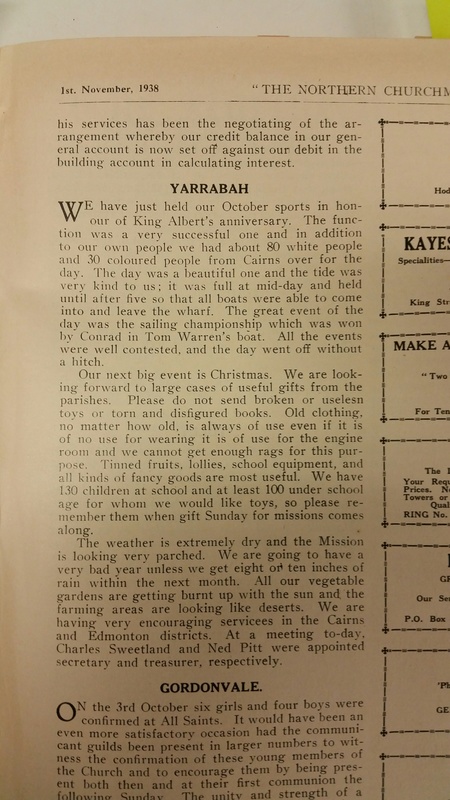 1st. November, 1938
"THE NORTHERN CHURCHM
his services has been the negotiating of the ar-
rangement whereby our credit balance in our gen-
eral account is now set off against our debit in the
building account in calculating interest.
YARRABAH
WE have just held our October sports in hon-
our of King Albert's anniversary. The func-
tion was a very successful one and in addition
to our own people we had about 80 white people
and 30 coloured people from Cairns over for the
day. The day was a beautiful one and the tide was
very kind to us; it was full at mid-day and held
until after five so that all boats were able to come
into and leave the wharf. The great event of the
day was the sailing championship which was won
by Conrad in Tom Warren's boat. All the events
were well contested, and the day went off without
a hitch.
Our next big event is Christmas. We are look-
ing forward to large cases of useful gifts from the
parishes. Please do not send broken or uselesn
toys or torn and disfigured books. Old clothing,
no matter how old, is always of use even if it is
of no use for wearing it is of use for the engine
room and we cannot get enough rags for this pur-
pose. Tinned fruits, lollies, school equipment, and
all kinds of fancy goods are most useful. We have
130 children at school and at least 100 under school
age for whom we would like toys, so please re-
member them when gift Sunday for missions comes
along.
The weather is extremely dry and the Mission
is looking very parched. We are going to have a
very bad year unless we get eight or ten inches of
rain within the next month. All our vegetable
gardens are getting burnt up with the sun and the
farming areas are looking like deserts. We are
having very encouraging servicees in the Cairns
and Edmonton districts. At a meeting to-day,
Charles Sweetland and Ned Pitt were appointed
secretary and treasurer, respectively.
GORDONVALE.
ON the 3rd October six girls and four boys were
confirmed at All Saints. It would have been an
even more satisfactory occasion had the communi-
cant guilds been present in larger numbers to wit-
ness the confirmation of these young members of
the Church and to encourage them by being pres-
ent both then and at their first communion the
following Sunday. The unity and strength of a
Hod
KAYES
Specialities—
King Str
MAKE A
"Two
For Ten
The I
Your Requ
Prices. No
Towers or
Qual
RING No.
GR
Our Se
P.O. Box
'Ph
GE